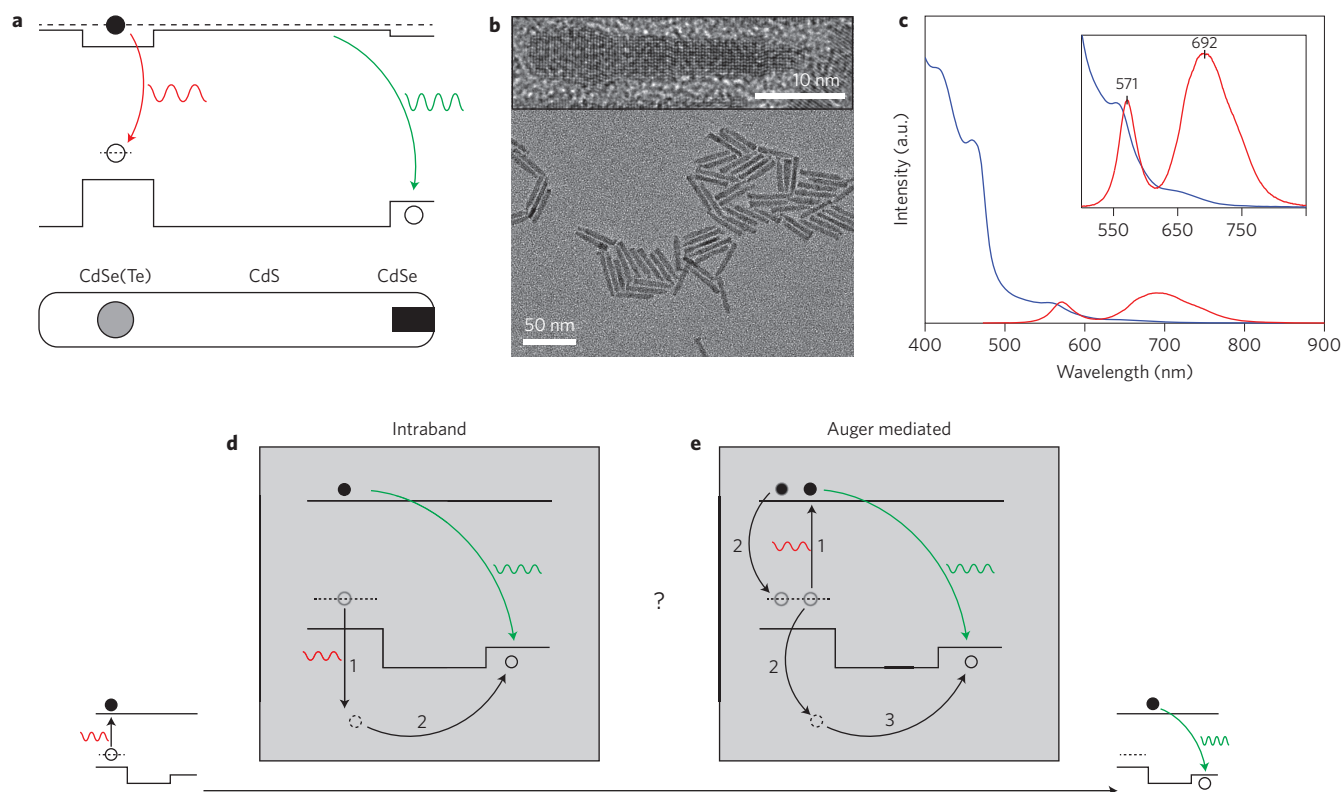 a
CdSe(Te)
CdS
CdSe
b
10 nm
50 nm
c
692
571
550
650
750
Intensity (a.u.)
400
500
600
700
800
900
Wavelength (nm)
d
Intraband
1
2
?
e
Auger mediated
2
1
2
3